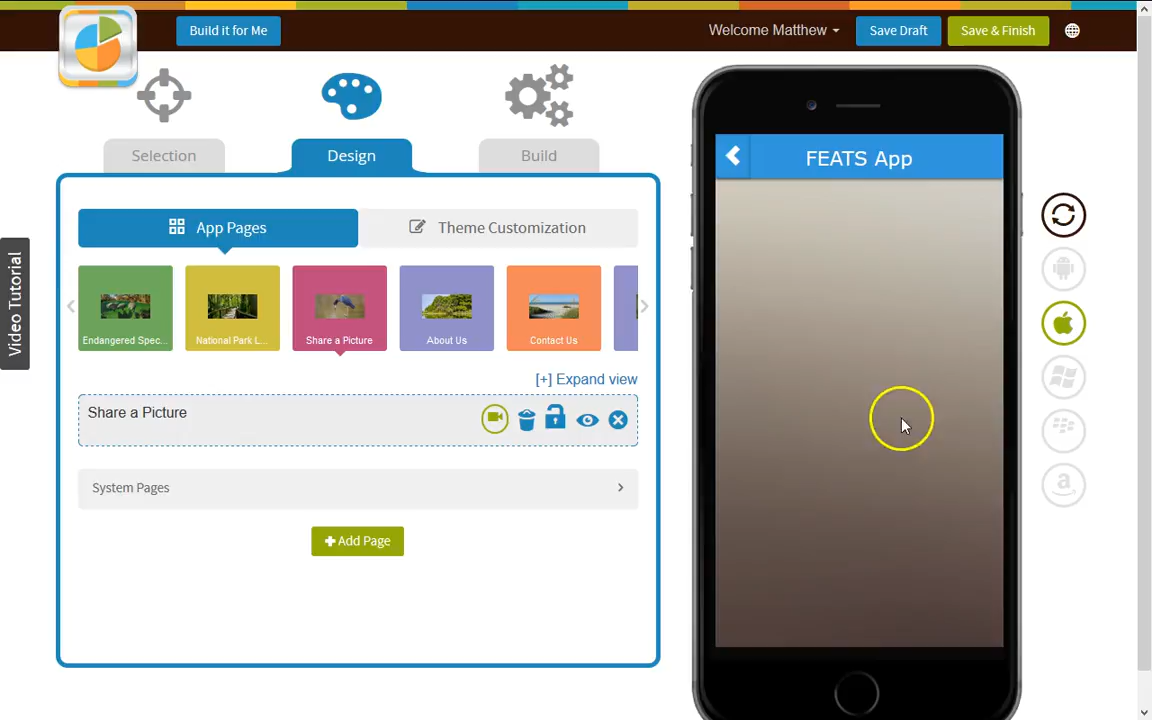 Build it for Me
Welcome Matthew
Save Draft
Save & Finish
Selection
Design
Build
FEATS App
App Pages
Theme Customization
Video Tutorial
Endangered Spec...
National Park L...
Share a Picture
About Us
Contact Us
[+] Expand view
Share a Picture
System Pages
Add Page